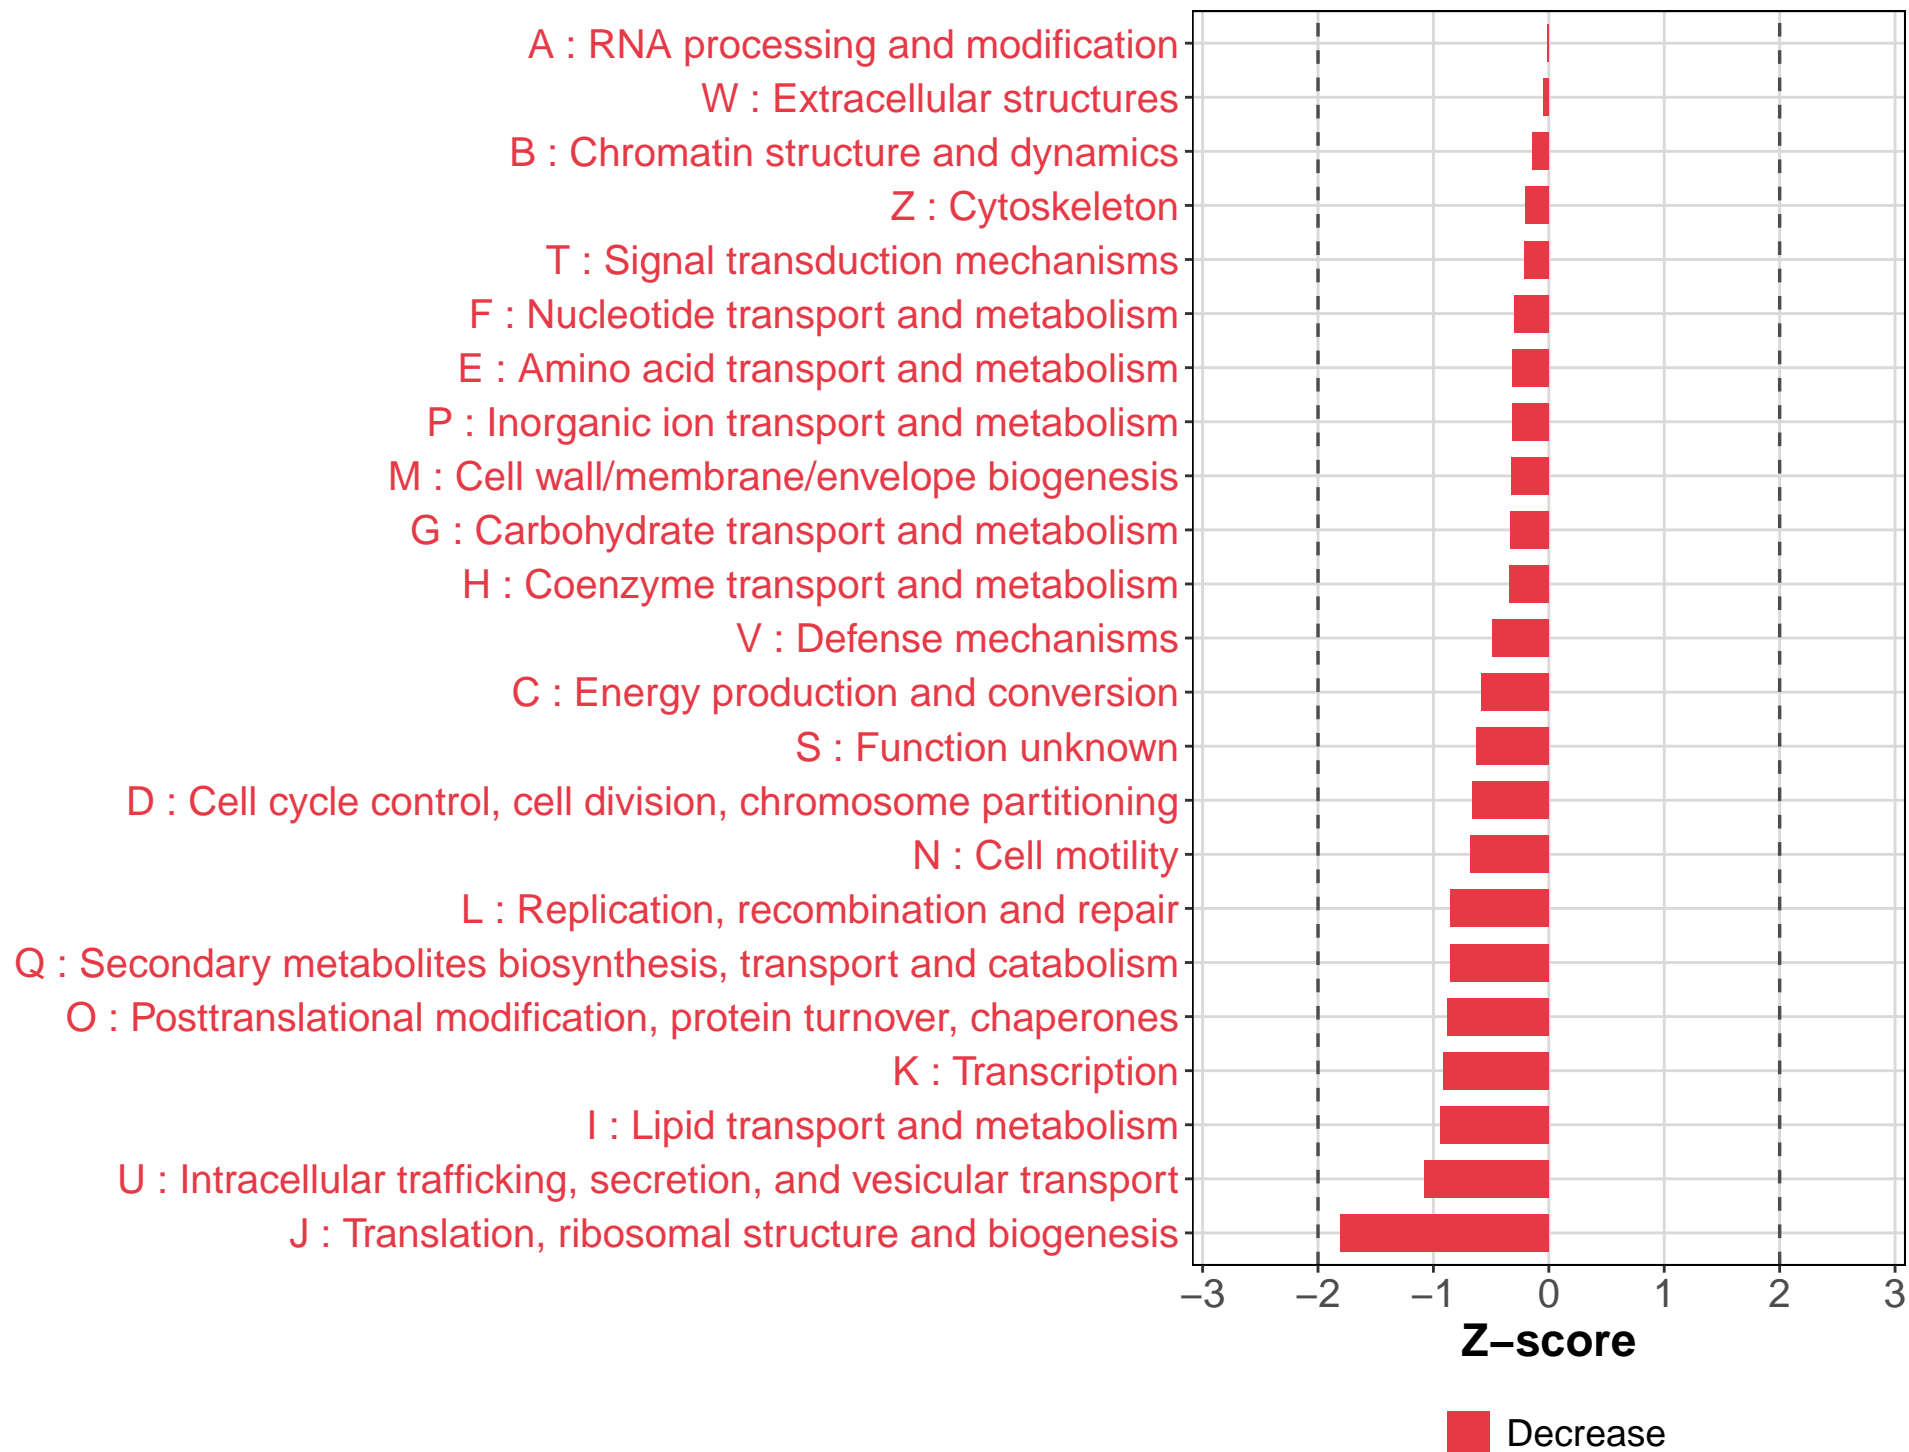 A : RNA processing and modification
W : Extracellular structures
B : Chromatin structure and dynamics
Z : Cytoskeleton
T : Signal transduction mechanisms
F : Nucleotide transport and metabolism
E : Amino acid transport and metabolism
P : Inorganic ion transport and metabolism
M : Cell wall/membrane/envelope biogenesis
G : Carbohydrate transport and metabolism
H : Coenzyme transport and metabolism
V : Defense mechanisms
C : Energy production and conversion
S : Function unknown
D : Cell cycle control, cell division, chromosome partitioning
N : Cell motility
L : Replication, recombination and repair
Q : Secondary metabolites biosynthesis, transport and catabolism
O : Posttranslational modification, protein turnover, chaperones
K : Transcription
I : Lipid transport and metabolism
U : Intracellular trafficking, secretion, and vesicular transport
J : Translation, ribosomal structure and biogenesis
−3 −2 −1 0 1 2 3
Z−score
Decrease